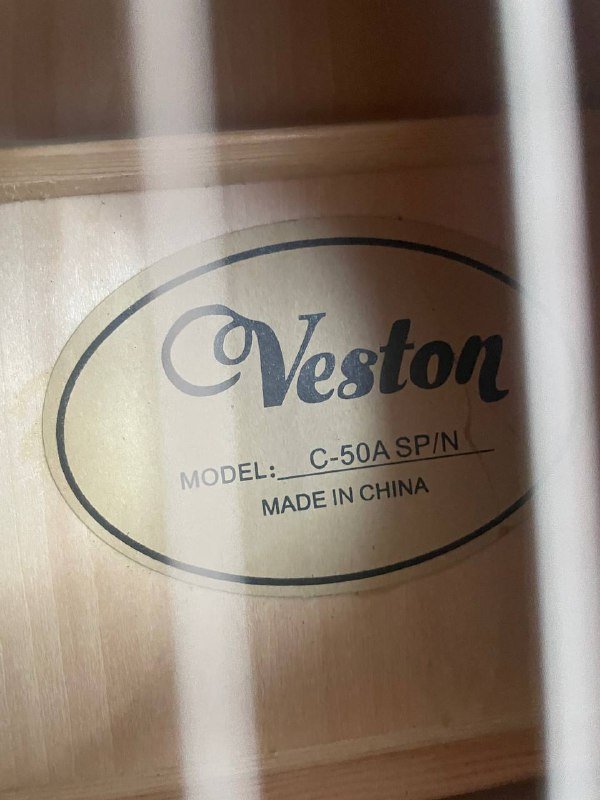 Veston
MODEL: C-50A SP/N
MADE IN CHINA